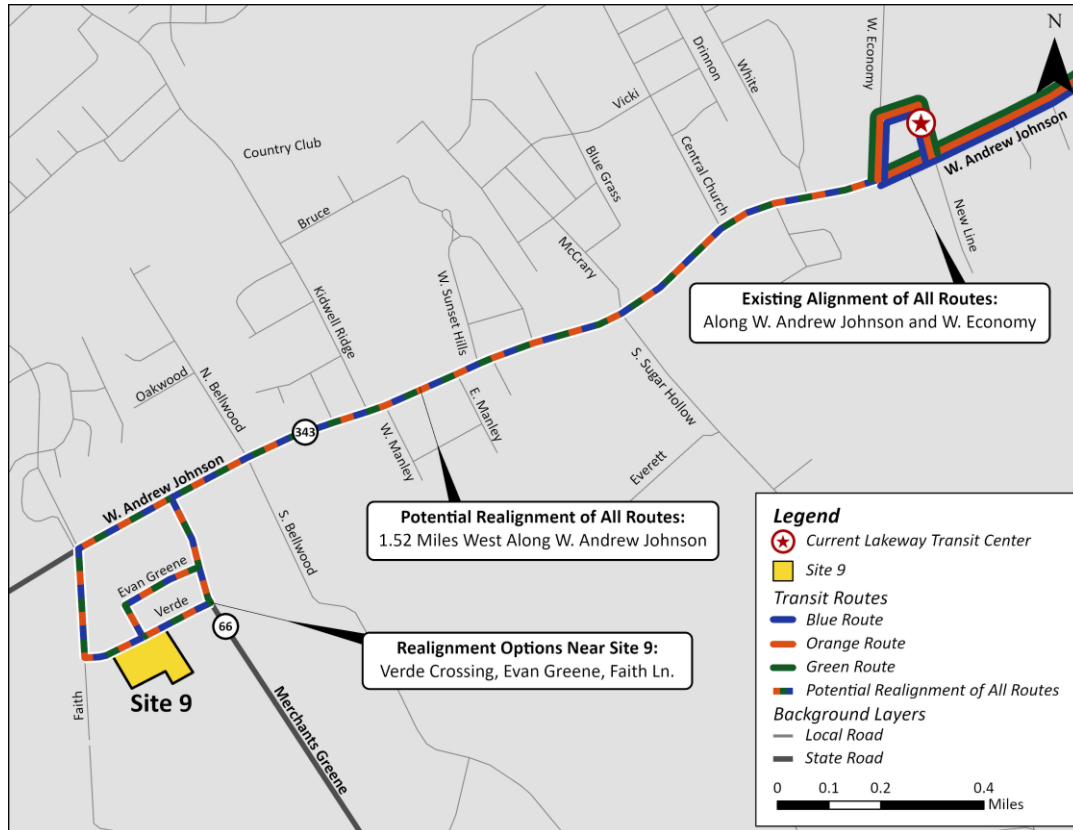 N
W. Economy
Drinnon
White
Vicki
Country Club
Blue Grass
Central Church
W. Andrew Johnson
Bruce
New Line
McCrary
W. Sunset Hills
Existing Alignment of All Routes:
Along W. Andrew Johnson and W. Economy
Kidwell Ridge
S. Sugar Hollow
Oakwood
N. Bellwood
E. Manley
343
W. Manley
Everett
W. Andrew Johnson
Potential Realignment of All Routes:
1.52 Miles West Along W. Andrew Johnson
S. Bellwood
Evan Greene
Verde
66
Realignment Options Near Site 9:
Verde Crossing, Evan Greene, Faith Ln.
Site 9
Faith
Merchants Greene
Legend
Current Lakeway Transit Center
Site 9
Transit Routes
Blue Route
Orange Route
Green Route
Potential Realignment of All Routes
Background Layers
Local Road
State Road
0 0.1 0.2 0.4
Miles